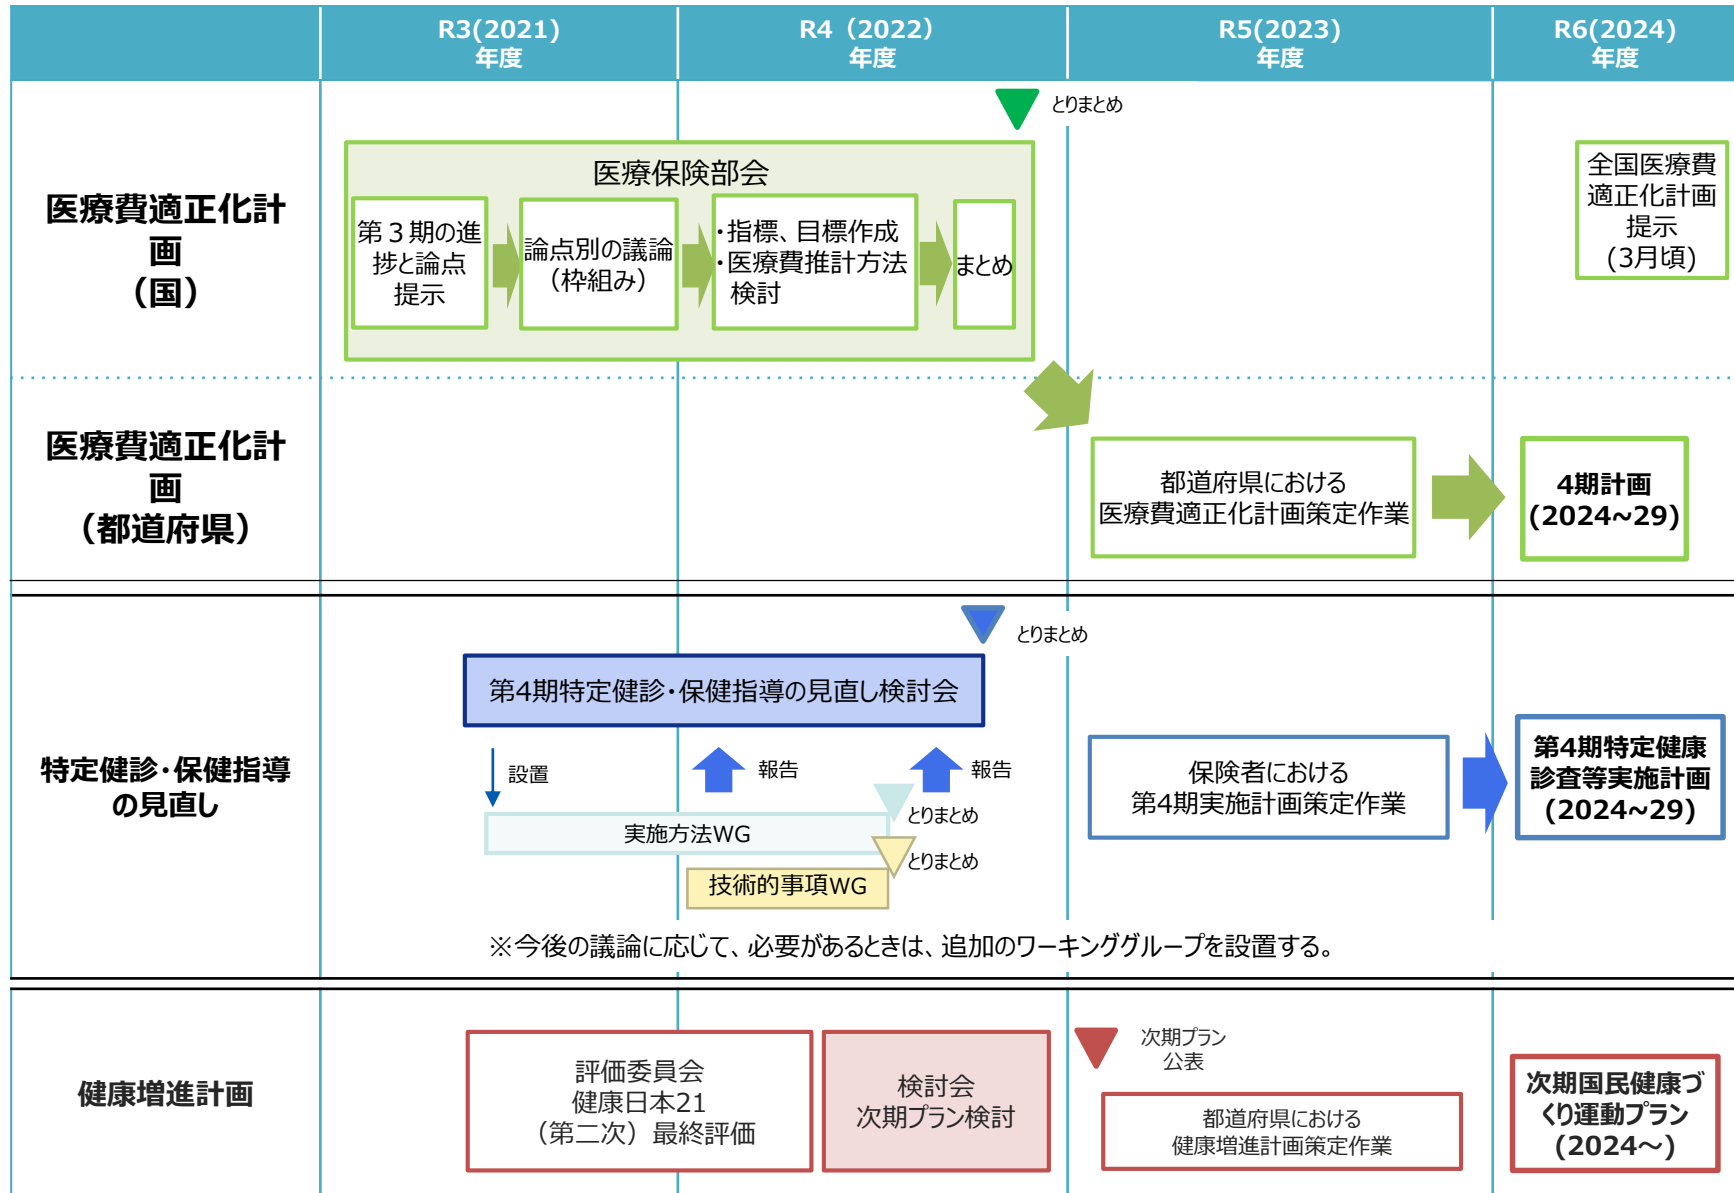 R3(2021)
年度
R4（2022）
年度
R5(2023)
年度
R6(2024)
年度
医療費適正化計
画
（国）
とりまとめ
医療保険部会
第３期の進
捗と論点
提示
論点別の議論
（枠組み）
・指標、目標作成
・医療費推計方法
検討
まとめ
全国医療費
適正化計画
提示
(3月頃)
医療費適正化計
画
（都道府県）
都道府県における
医療費適正化計画策定作業
4期計画
(2024~29)
特定健診・保健指導
の見直し
とりまとめ
第4期特定健診・保健指導の見直し検討会
設置
報告
報告
実施方法WG
とりまとめ
とりまとめ
技術的事項WG
※今後の議論に応じて、必要があるときは、追加のワーキンググループを設置する。
保険者における
第4期実施計画策定作業
第4期特定健康
診査等実施計画
(2024~29)
健康増進計画
評価委員会
健康日本21
（第二次）最終評価
検討会
次期プラン検討
次期プラン
公表
都道府県における
健康増進計画策定作業
次期国民健康づ
くり運動プラン
(2024～)